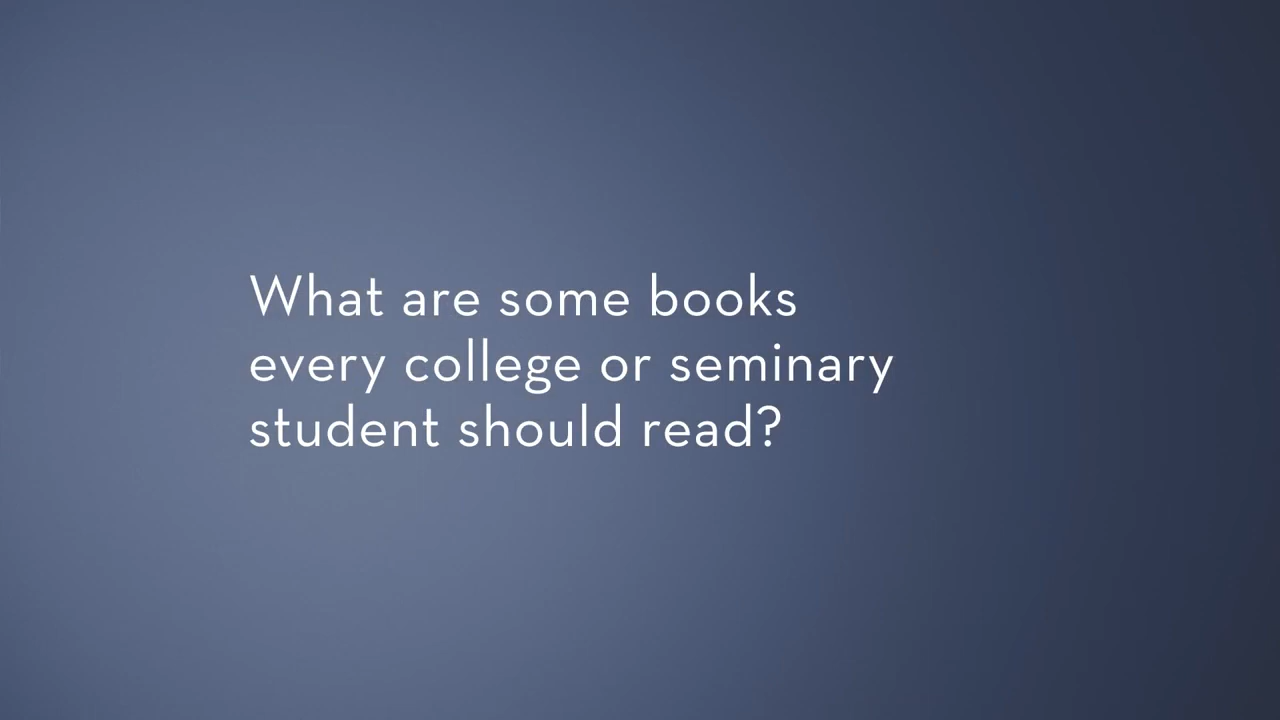 What are some books
every college or seminary
student should read?